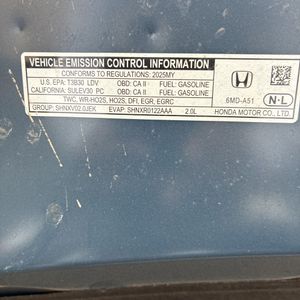 VEHICLE EMISSION CONTROL INFORMATION
CONFORMS TO REGULATIONS: 2025MY
U.S. EPA: T3B30 LDV OBD: CA II FUEL: GASOLINE
CALIFORNIA: SULEV30 PC OBD: CA II FUEL: GASOLINE
TWC, WR-HO2S, HO2S, DFI, EGR, EGRC
GROUP: SHNXV02.0JEK EVAP: SHNXR0122AAA 2.0L
6MD-A51
N-L
HONDA MOTOR CO., LTD.